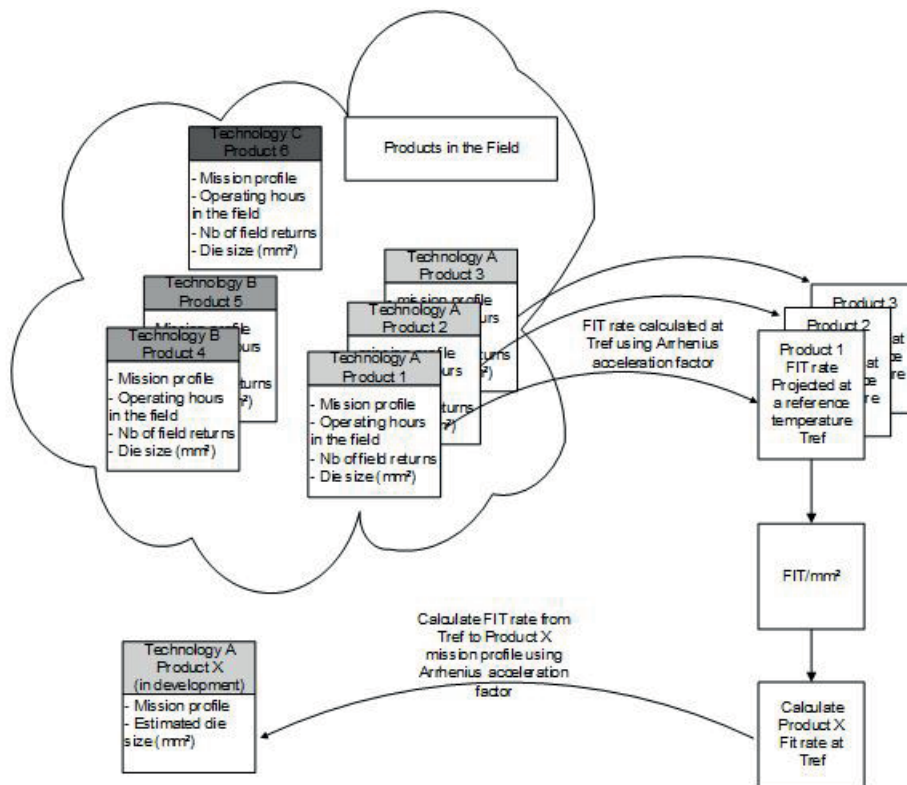 Technology C
Product 6
- Mission profile
- Operating hours
in the field
- Nb of field returns
- Die size (mm²)
Products in the Field
Technology B
Product 5
Mission profile
Technology B
Product 4
- Mission profile
- Operating hours
in the field
- Nb of field returns
- Die size (mm²)
Technology A
Product 3
- mission profile
Technology A
Product 2
mission profile
Technology A
Product 1
- Mission profile
- Operating hours
in the field
- Nb of field returns
- Die size (mm²)
FIT rate calculated at
Tref using Arrhenius
acceleration factor
Product 3
Product 2
Product 1
FIT rate
Projected at
a reference
temperature
Tref
FIT/mm²
Calculate
Product X
Fit rate at
Tref
Calculate FIT rate from
Tref to Product X
mission profile using
Arrhenius acceleration
factor
Technology A
Product X
(in development)
- Mission profile
- Estimated die
size (mm²)